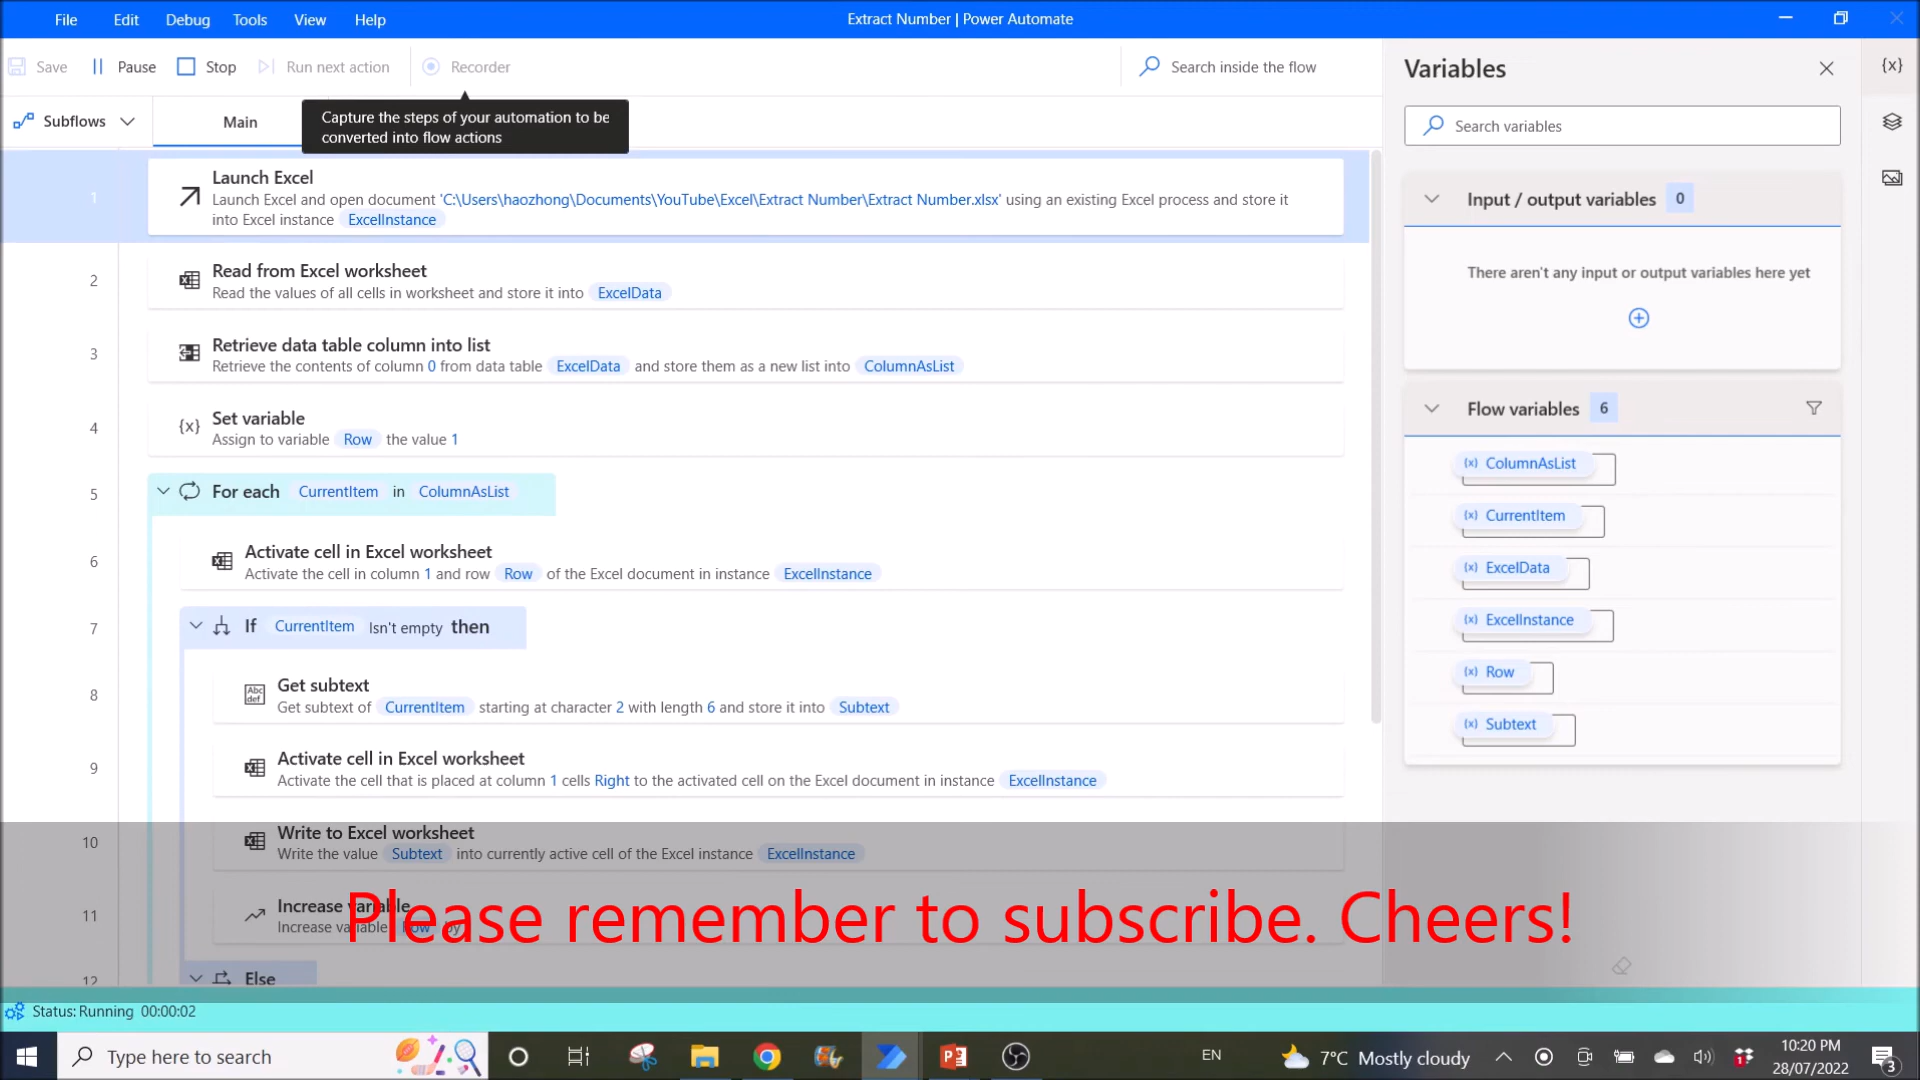 File Edit Debug Tools View Help
Extract Number | Power Automate
Save Pause Stop Run next action Recorder
Search inside the flow
Variables
{x}
Subflows
Main
Capture the steps of your automation to be
converted into flow actions
Search variables
1
Launch Excel
Launch Excel and open document 'C:\Users\haozhong\Documents\YouTube\Excel\Extract Number\Extract Number.xlsx' using an existing Excel process and store it
into Excel instance ExcelInstance
2
Read from Excel worksheet
Read the values of all cells in worksheet and store it into ExcelData
3
Retrieve data table column into list
Retrieve the contents of column 0 from data table ExcelData and store them as a new list into ColumnAsList
4
{x}
Set variable
Assign to variable Row the value 1
5
For each CurrentItem in ColumnAsList
6
Activate cell in Excel worksheet
Activate the cell in column 1 and row Row of the Excel document in instance ExcelInstance
7
If CurrentItem Isn't empty then
8
Abc
def
Get subtext
Get subtext of CurrentItem starting at character 2 with length 6 and store it into Subtext
9
Activate cell in Excel worksheet
Activate the cell that is placed at column 1 cells Right to the activated cell on the Excel document in instance ExcelInstance
10
Write to Excel worksheet
Write the value Subtext into currently active cell of the Excel instance ExcelInstance
11
Increase variable
Increase variable Row by
12
Else
Input / output variables 0
There aren't any input or output variables here yet
Flow variables 6
(x) ColumnAsList
(x) CurrentItem
(x) ExcelData
(x) ExcelInstance
(x) Row
(x) Subtext
Please remember to subscribe. Cheers!
Status: Running 00:00:02
Type here to search
EN
7°C Mostly cloudy
10:20 PM
28/07/2022
3